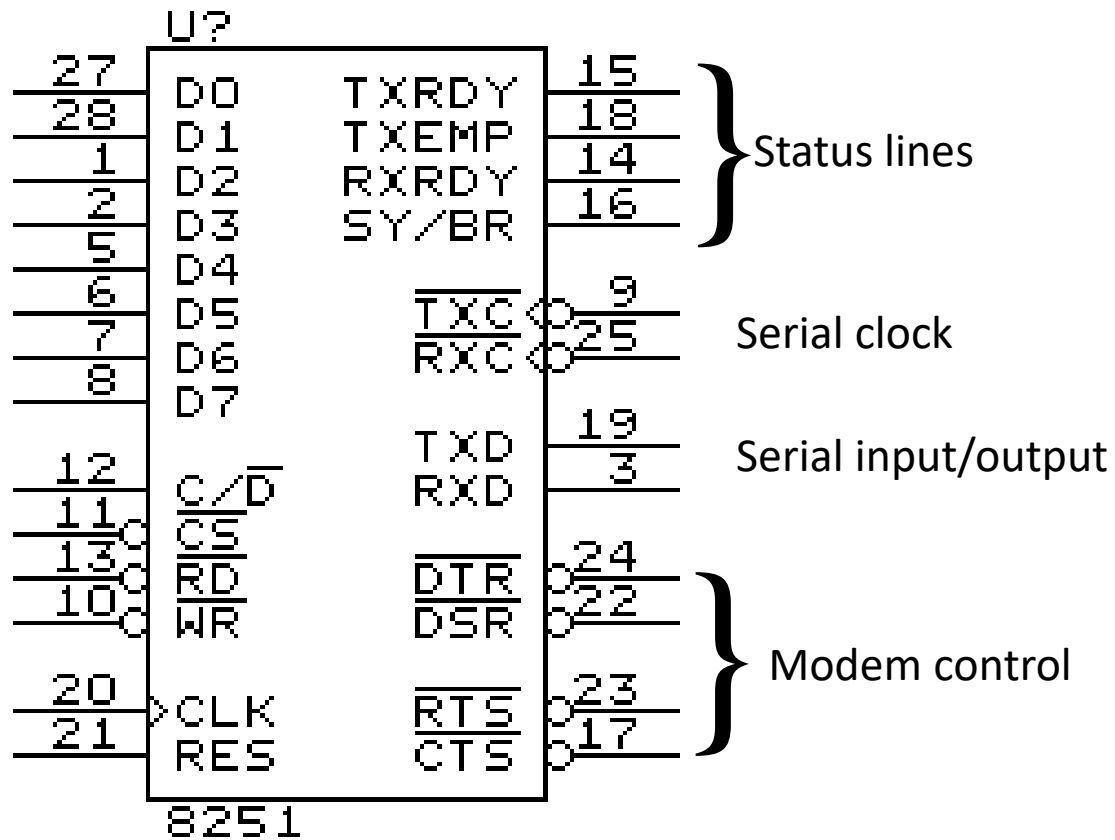 U?
27 D0 TXRDY 15
28 D1 TXEMP 18
1 D2 RXRDY 14
2 D3 SY/BR 16
Status lines
5 D4
6 D5 TXC 9
7 D6 RXC 25
Serial clock
8 D7
TXD 19
12 C/D RXD 3
Serial input/output
11 CS
13 RD DTR 24
10 WR DSR 22
Modem control
20 CLK RTS 23
21 RES CTS 17
8251